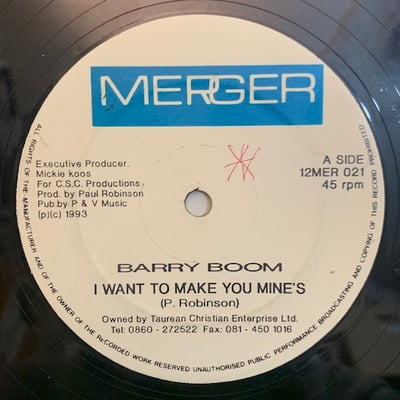 MERGER
Executive Producer.
Mickie koos
For C.S.C. Productions
Prod. by Paul Robinson
Pub.by P & V Music
(p)(c) 1993
A SIDE
12MER 021
45 rpm
BARRY BOOM
I WANT TO MAKE YOU MINE'S
(P. Robinson)
Owned by Taurean Christian Enterprise Ltd.
Tel: 0860 - 272522 Fax: 081 - 450 1016
ALL RIGHTS OF THE MANUFACTURER AND OF THE OWNER OF THE RECORDED WORK RESERVED UNAUTHORISED PUBLIC PERFORMANCE BROADCASTING AND COPYING OF THIS RECORD PROHIBITED